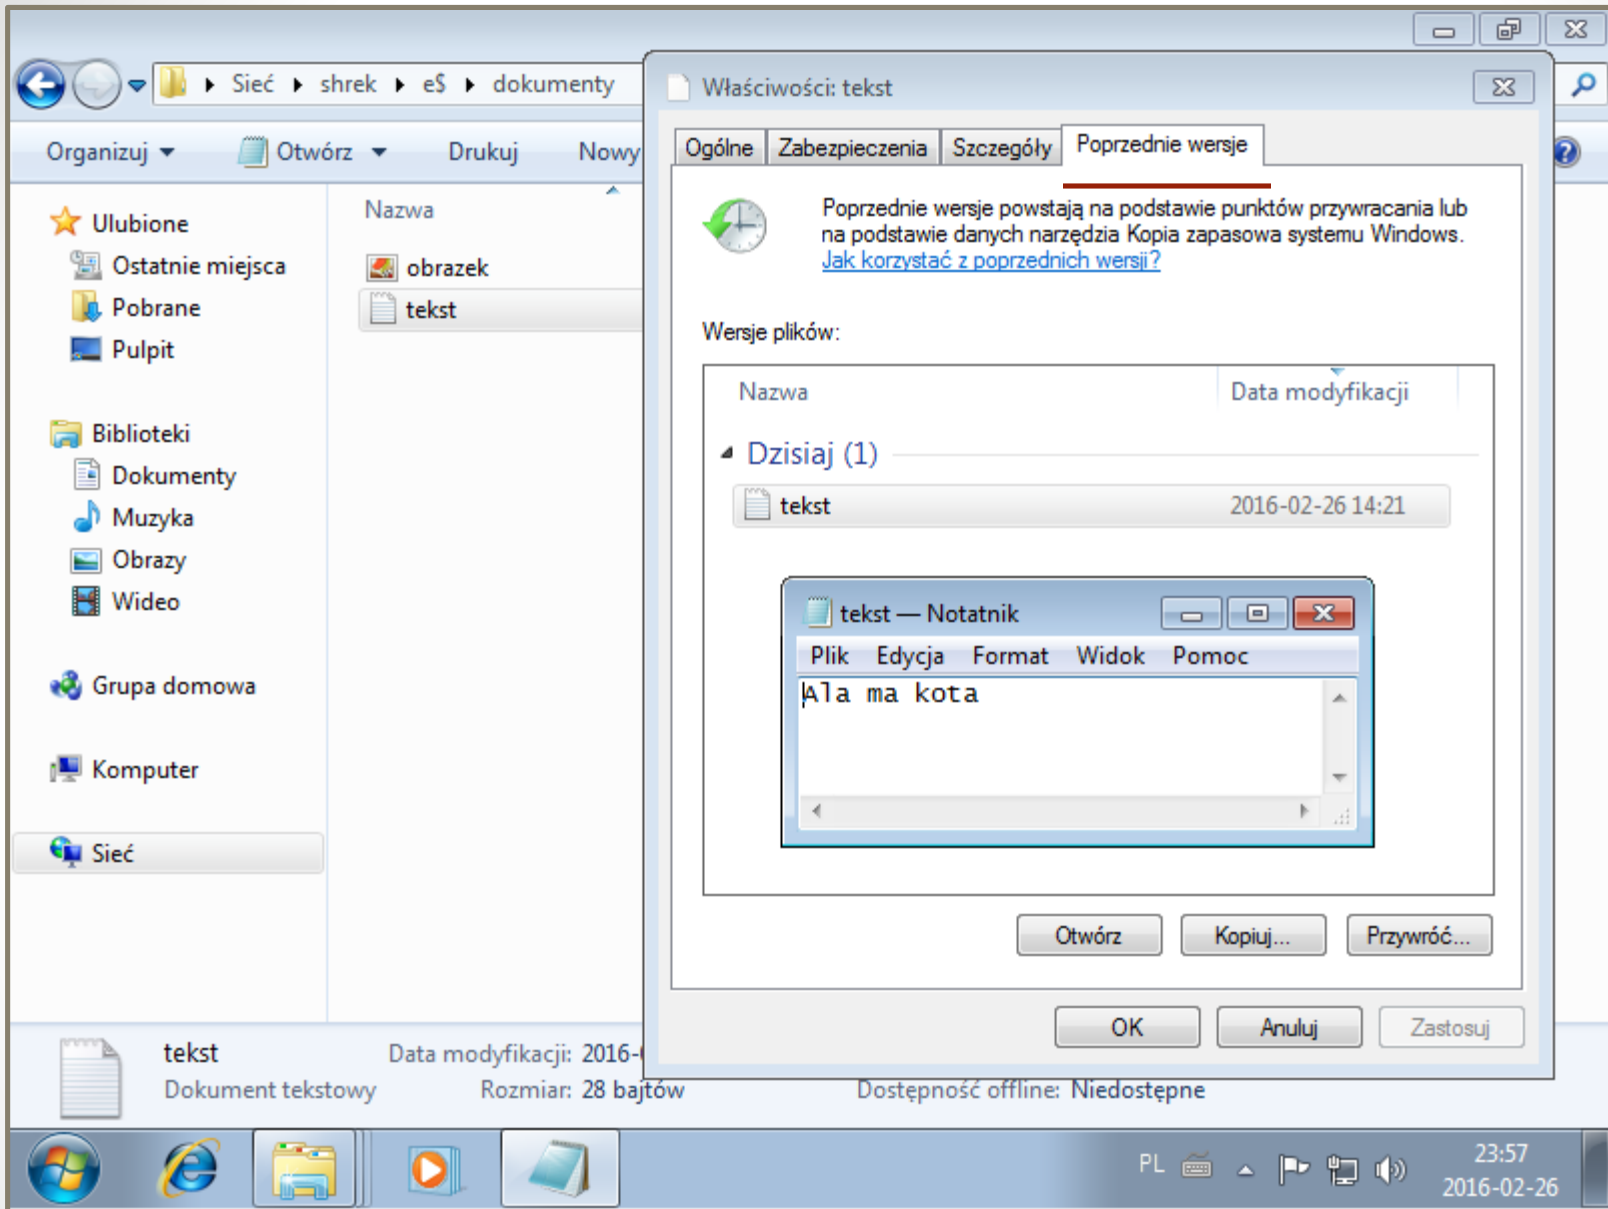 Sieć ▸ shrek ▸ e$ ▸ dokumenty
Organizuj
Otwórz
Drukuj
Nowy
Ulubione
Ostatnie miejsca
Pobrane
Pulpit
Biblioteki
Dokumenty
Muzyka
Obrazy
Wideo
Grupa domowa
Komputer
Sieć
Nazwa
obrazek
tekst
Właściwości: tekst
Ogólne Zabezpieczenia Szczegóły Poprzednie wersje
Poprzednie wersje powstają na podstawie punktów przywracania lub
na podstawie danych narzędzia Kopia zapasowa systemu Windows.
Jak korzystać z poprzednich wersji?
Wersje plików:
Nazwa Data modyfikacji
Dzisiaj (1)
tekst 2016-02-26 14:21
tekst — Notatnik
Plik Edycja Format Widok Pomoc
Ala ma kota
Otwórz Kopiuj... Przywróć...
OK Anuluj Zastosuj
tekst Data modyfikacji: 2016-
Dokument tekstowy Rozmiar: 28 bajtów Dostępność offline: Niedostępne
PL
23:57
2016-02-26